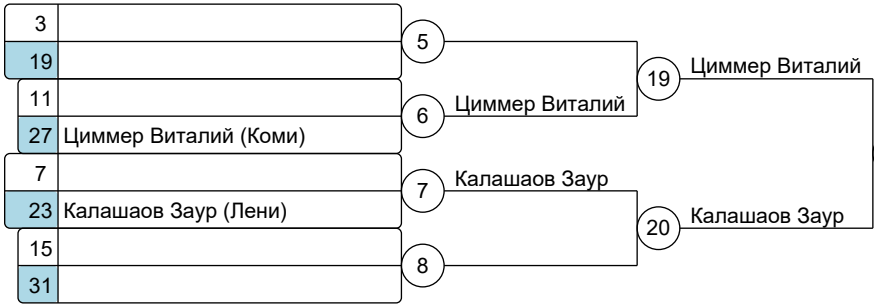 3
5
19
19 Циммер Виталий
11
6 Циммер Виталий
27 Циммер Виталий (Коми)
7
7 Калашаов Заур
23 Калашаов Заур (Лени)
20 Калашаов Заур
15
8
31